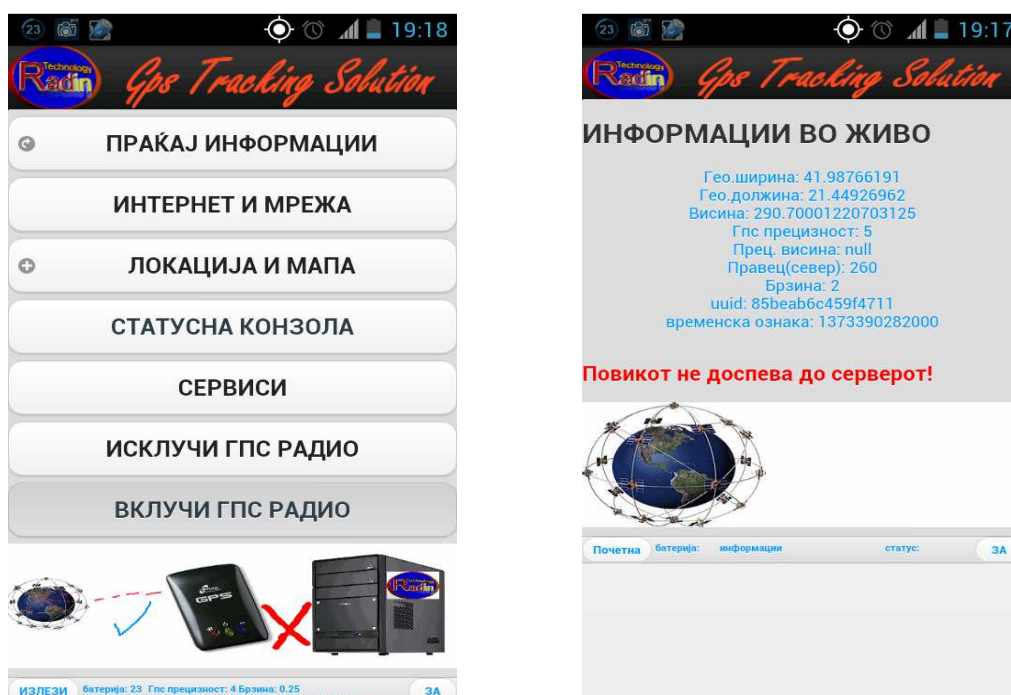 23
19:18
Technology
Radin
Gps Tracking Solution
ПРАЌАЈ ИНФОРМАЦИИ
ИНТЕРНЕТ И МРЕЖА
ЛОКАЦИЈА И МАПА
СТАТУСНА КОНЗОЛА
СЕРВИСИ
ИСКЛУЧИ ГПС РАДИО
ВКЛУЧИ ГПС РАДИО
GPS
Radin
ИЗЛЕЗИ
батерија: 23 Гпс прецизност: 4 Брзина: 0.25
ЗА
23
19:17
Technology
Radin
Gps Tracking Solution
ИНФОРМАЦИИ ВО ЖИВО
Гео.ширина: 41.98766191
Гео.должина: 21.44926962
Висина: 290.70001220703125
Гпс прецизност: 5
Прец. висина: null
Правец(север): 260
Брзина: 2
uuid: 85beab6c459f4711
временска ознака: 1373390282000
Повикот не доспева до серверот!
Почетна
батерија:
информации
статус:
ЗА